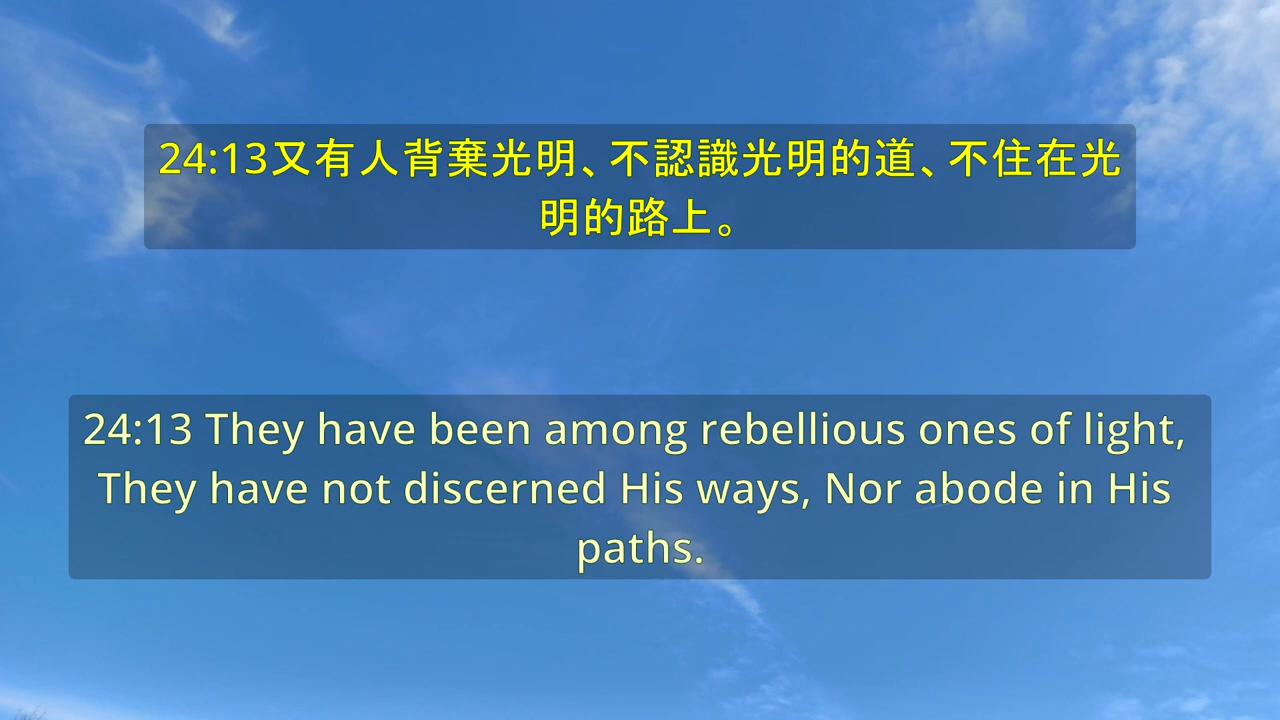 24:13又有人背棄光明、不認識光明的道、不住在光
明的路上。
24:13 They have been among rebellious ones of light,
They have not discerned His ways, Nor abode in His
paths.